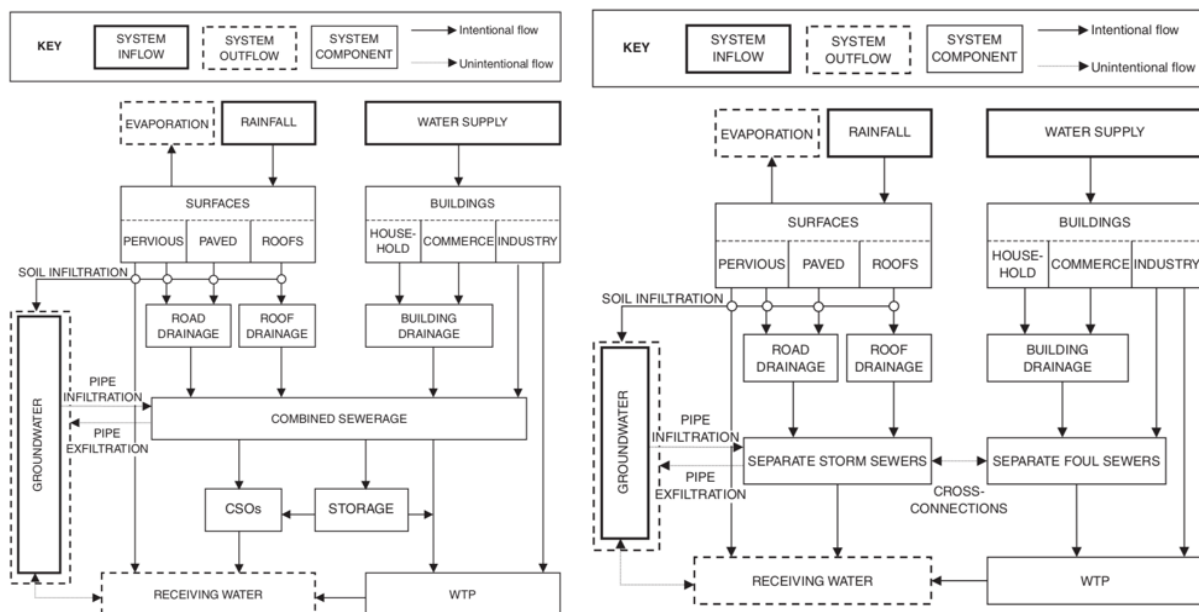 KEY
SYSTEM
INFLOW
SYSTEM
OUTFLOW
SYSTEM
COMPONENT
Intentional flow
Unintentional flow
EVAPORATION
RAINFALL
WATER SUPPLY
SURFACES
PERVIOUS
PAVED
ROOFS
BUILDINGS
HOUSE-
HOLD
COMMERCE
INDUSTRY
SOIL INFILTRATION
ROAD
DRAINAGE
ROOF
DRAINAGE
BUILDING
DRAINAGE
GROUNDWATER
PIPE
INFILTRATION
PIPE
EXFILTRATION
COMBINED SEWERAGE
CSOs
STORAGE
RECEIVING WATER
WTP
KEY
SYSTEM
INFLOW
SYSTEM
OUTFLOW
SYSTEM
COMPONENT
Intentional flow
Unintentional flow
EVAPORATION
RAINFALL
WATER SUPPLY
SURFACES
PERVIOUS
PAVED
ROOFS
BUILDINGS
HOUSE-
HOLD
COMMERCE
INDUSTRY
SOIL INFILTRATION
ROAD
DRAINAGE
ROOF
DRAINAGE
BUILDING
DRAINAGE
GROUNDWATER
PIPE
INFILTRATION
PIPE
EXFILTRATION
SEPARATE STORM SEWERS
SEPARATE FOUL SEWERS
CROSS-
CONNECTIONS
RECEIVING WATER
WTP